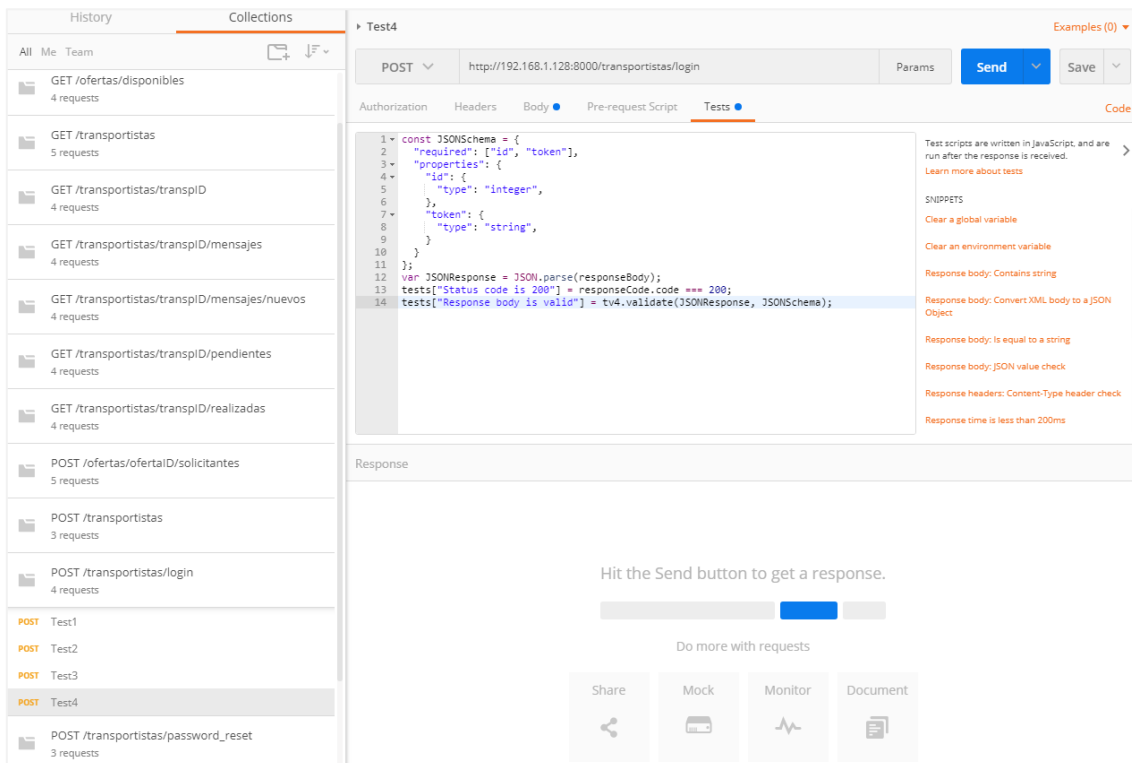 History Collections
All Me Team
GET /ofertas/disponibles
4 requests
GET /transportistas
5 requests
GET /transportistas/transpID
4 requests
GET /transportistas/transpID/mensajes
4 requests
GET /transportistas/transpID/mensajes/nuevos
4 requests
GET /transportistas/transpID/pendientes
4 requests
GET /transportistas/transpID/realizadas
4 requests
POST /ofertas/ofertaID/solicitantes
5 requests
POST /transportistas
3 requests
POST /transportistas/login
4 requests
POST Test1
POST Test2
POST Test3
POST Test4
POST /transportistas/password_reset
3 requests
Test4
Examples (0)
POST http://192.168.1.128:8000/transportistas/login Params Send Save
Authorization Headers Body Pre-request Script Tests Code
1 const JSONSchema = {
2 "required": ["id", "token"],
3 "properties": {
4 "id": {
5 "type": "integer",
6 },
7 "token": {
8 "type": "string",
9 }
10 }
11 };
12 var JSONResponse = JSON.parse(responseBody);
13 tests["Status code is 200"] = responseCode.code === 200;
14 tests["Response body is valid"] = tv4.validate(JSONResponse, JSONSchema);
Test scripts are written in JavaScript, and are
run after the response is received.
Learn more about tests
SNIPPETS
Clear a global variable
Clear an environment variable
Response body: Contains string
Response body: Convert XML body to a JSON
Object
Response body: Is equal to a string
Response body: JSON value check
Response headers: Content-Type header check
Response time is less than 200ms
Response
Hit the Send button to get a response.
Do more with requests
Share Mock Monitor Document